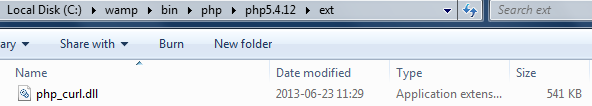 Local Disk (C:) wamp bin php php5.4.12 ext Search ext
ary Share with Burn New folder
Name Date modified Type Size
php_curl.dll 2013-06-23 11:29 Application extens... 541 KB